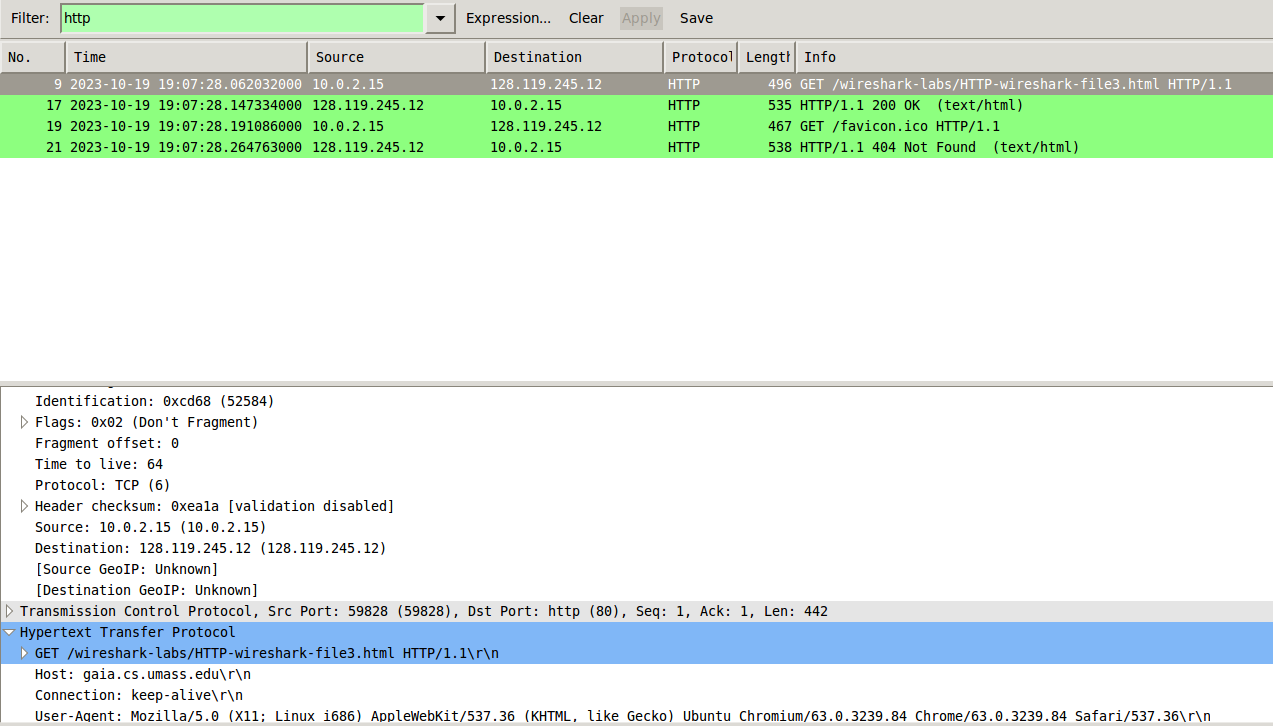 Filter: http Expression... Clear Apply Save
No. Time Source Destination Protocol Length Info
9 2023-10-19 19:07:28.062032000 10.0.2.15 128.119.245.12 HTTP 496 GET /wireshark-labs/HTTP-wireshark-file3.html HTTP/1.1
17 2023-10-19 19:07:28.147334000 128.119.245.12 10.0.2.15 HTTP 535 HTTP/1.1 200 OK (text/html)
19 2023-10-19 19:07:28.191086000 10.0.2.15 128.119.245.12 HTTP 467 GET /favicon.ico HTTP/1.1
21 2023-10-19 19:07:28.264763000 128.119.245.12 10.0.2.15 HTTP 538 HTTP/1.1 404 Not Found (text/html)
Identification: 0xcd68 (52584)
Flags: 0x02 (Don't Fragment)
Fragment offset: 0
Time to live: 64
Protocol: TCP (6)
Header checksum: 0xea1a [validation disabled]
Source: 10.0.2.15 (10.0.2.15)
Destination: 128.119.245.12 (128.119.245.12)
[Source GeoIP: Unknown]
[Destination GeoIP: Unknown]
Transmission Control Protocol, Src Port: 59828 (59828), Dst Port: http (80), Seq: 1, Ack: 1, Len: 442
Hypertext Transfer Protocol
GET /wireshark-labs/HTTP-wireshark-file3.html HTTP/1.1\r\n
Host: gaia.cs.umass.edu\r\n
Connection: keep-alive\r\n
User-Agent: Mozilla/5.0 (X11; Linux i686) AppleWebKit/537.36 (KHTML, like Gecko) Ubuntu Chromium/63.0.3239.84 Chrome/63.0.3239.84 Safari/537.36\r\n